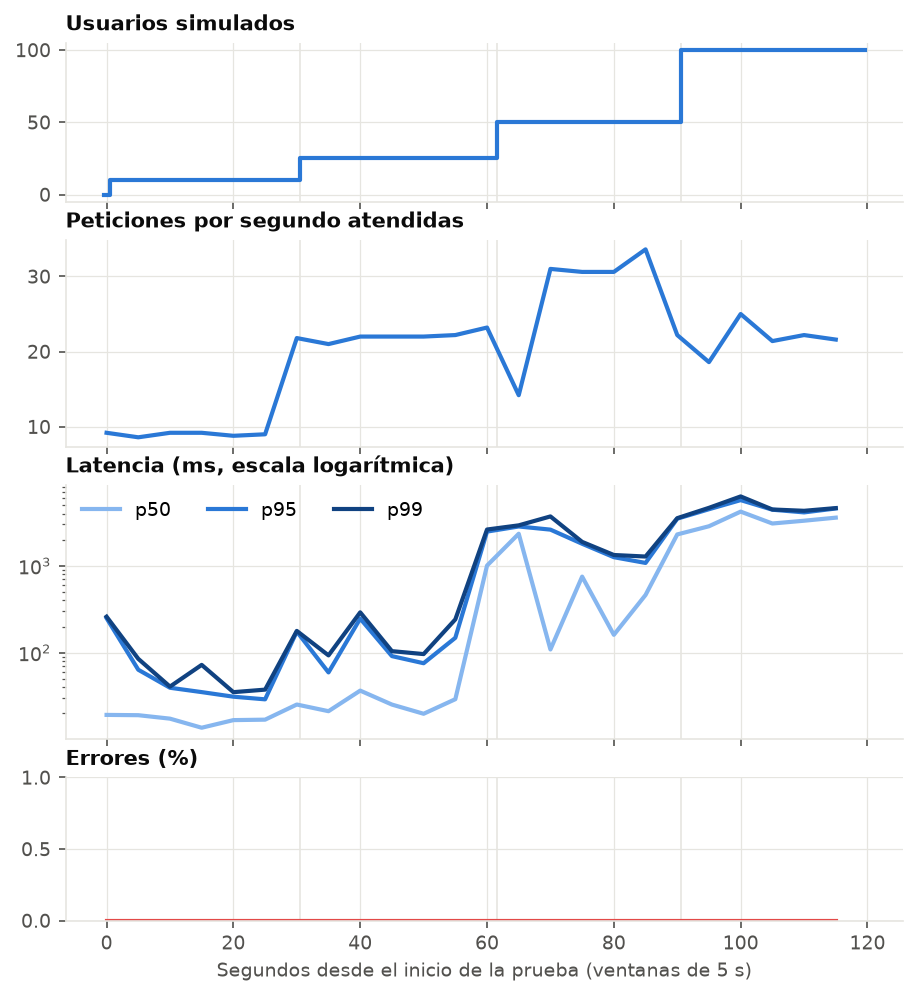 Usuarios simulados
100
50
0
Peticiones por segundo atendidas
30
20
10
Latencia (ms, escala logarítmica)
p50 p95 p99
10³
10²
Errores (%)
1.0
0.5
0.0
0 20 40 60 80 100 120
Segundos desde el inicio de la prueba (ventanas de 5 s)